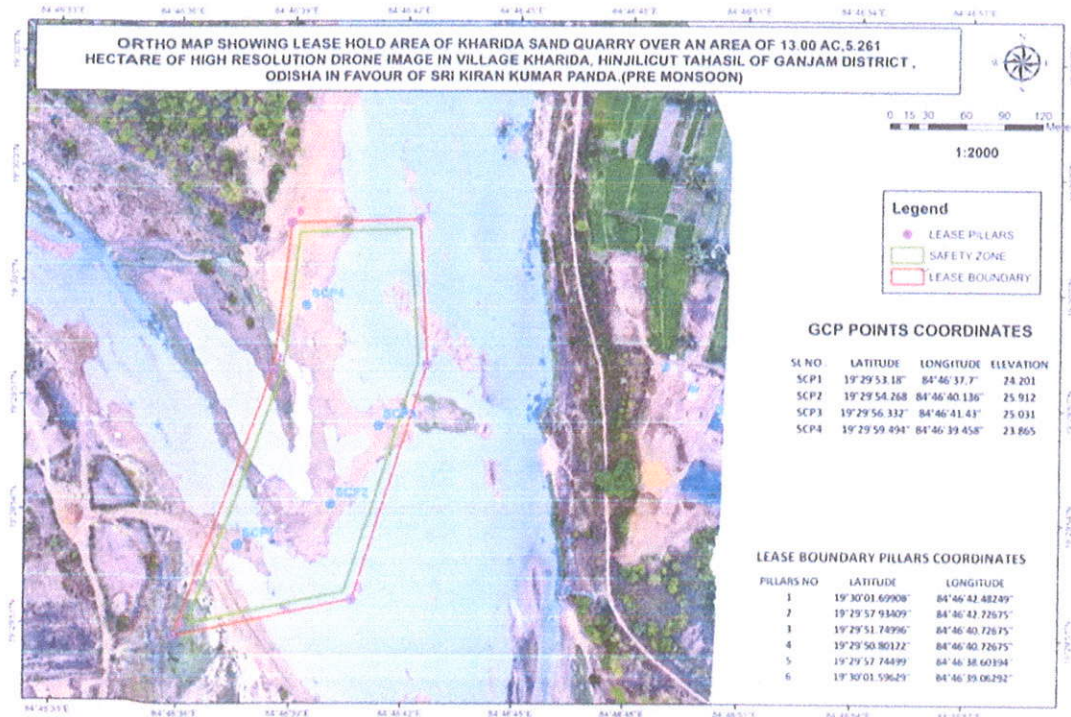 ORTHO MAP SHOWING LEASE HOLD AREA OF KHARIDA SAND QUARRY OVER AN AREA OF 13.00 AC,5.261
HECTARE OF HIGH RESOLUTION DRONE IMAGE IN VILLAGE KHARIDA, HINJILICUT TAHASIL OF GANJAM DISTRICT ,
ODISHA IN FAVOUR OF SRI KIRAN KUMAR PANDA.(PRE MONSOON)
0 15 30 60 90 120
1:2000
Legend
LEASE PILLARS
SAFETY ZONE
LEASE BOUNDARY
SCP4
SCP2
GCP POINTS COORDINATES
SL NO LATITUDE LONGITUDE ELEVATION
SCP1 19°29'53.18" 84°46'37.7" 24.201
SCP2 19°29'54.268 84°46'40.136" 25.912
SCP3 19°29'56.332" 84°46'41.43" 25.031
SCP4 19°29'59.494" 84°46'39.458" 23.865
LEASE BOUNDARY PILLARS COORDINATES
PILLARS NO LATITUDE LONGITUDE
1 19°30'01.69908" 84°46'42.48249"
2 19°29'57.93409" 84°46'42.72675"
3 19°29'51.74996" 84°46'40.72675"
4 19°29'50.80122" 84°46'40.72675"
5 19°29'57.74499" 84°46'38.60194"
6 19°30'01.59629" 84°46'39.06292"